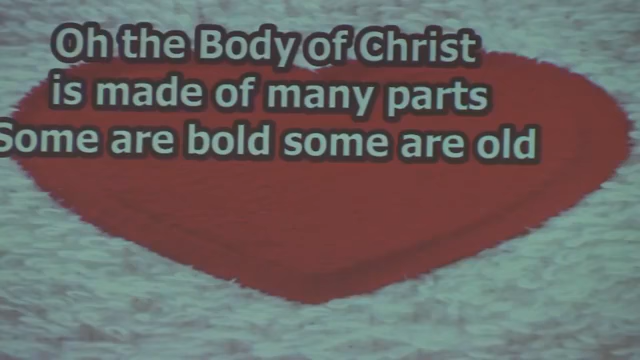 Oh the Body of Christ
is made of many parts
Some are bold some are old